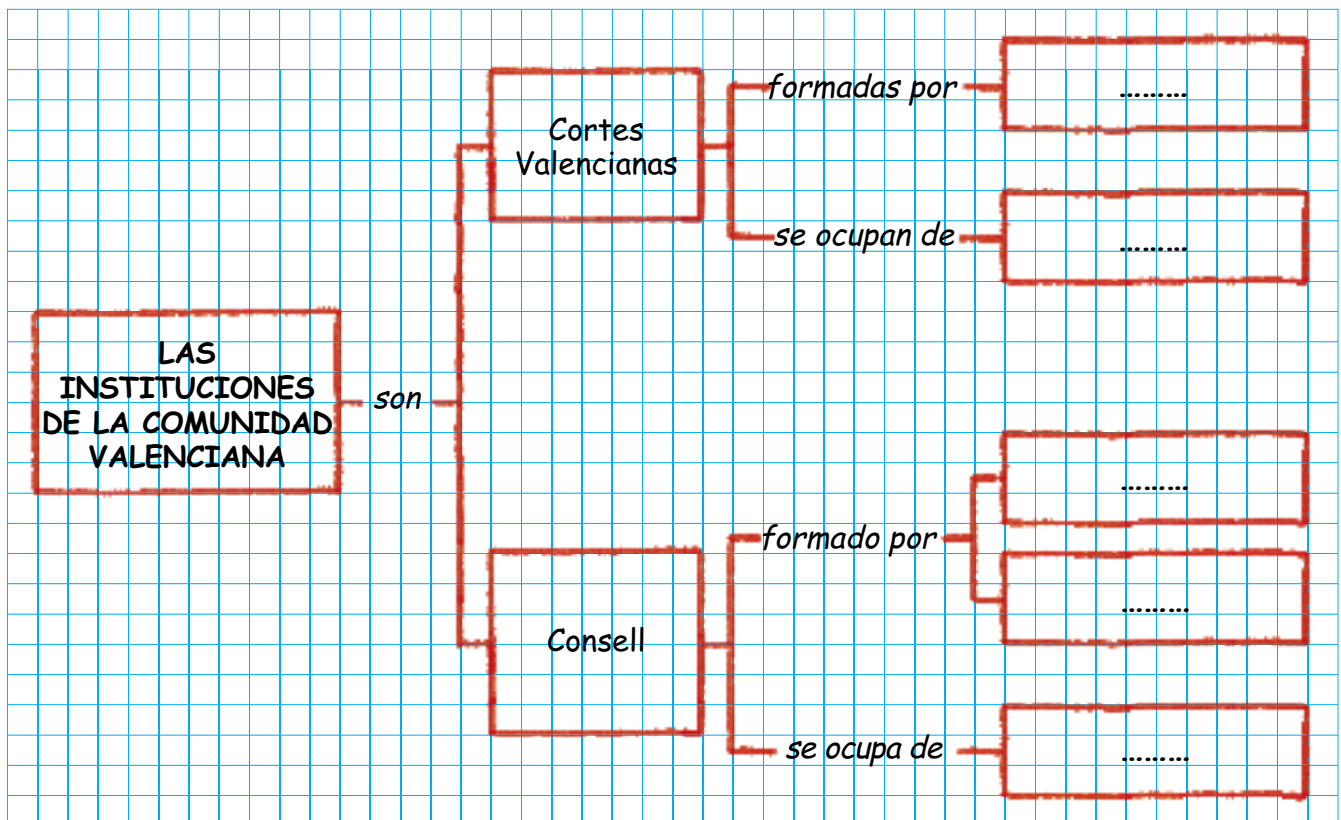 LAS
INSTITUCIONES
DE LA COMUNIDAD
VALENCIANA
son
Cortes
Valencianas
formadas por
.........
se ocupan de
.........
Consell
formado por
.........
.........
se ocupa de
.........